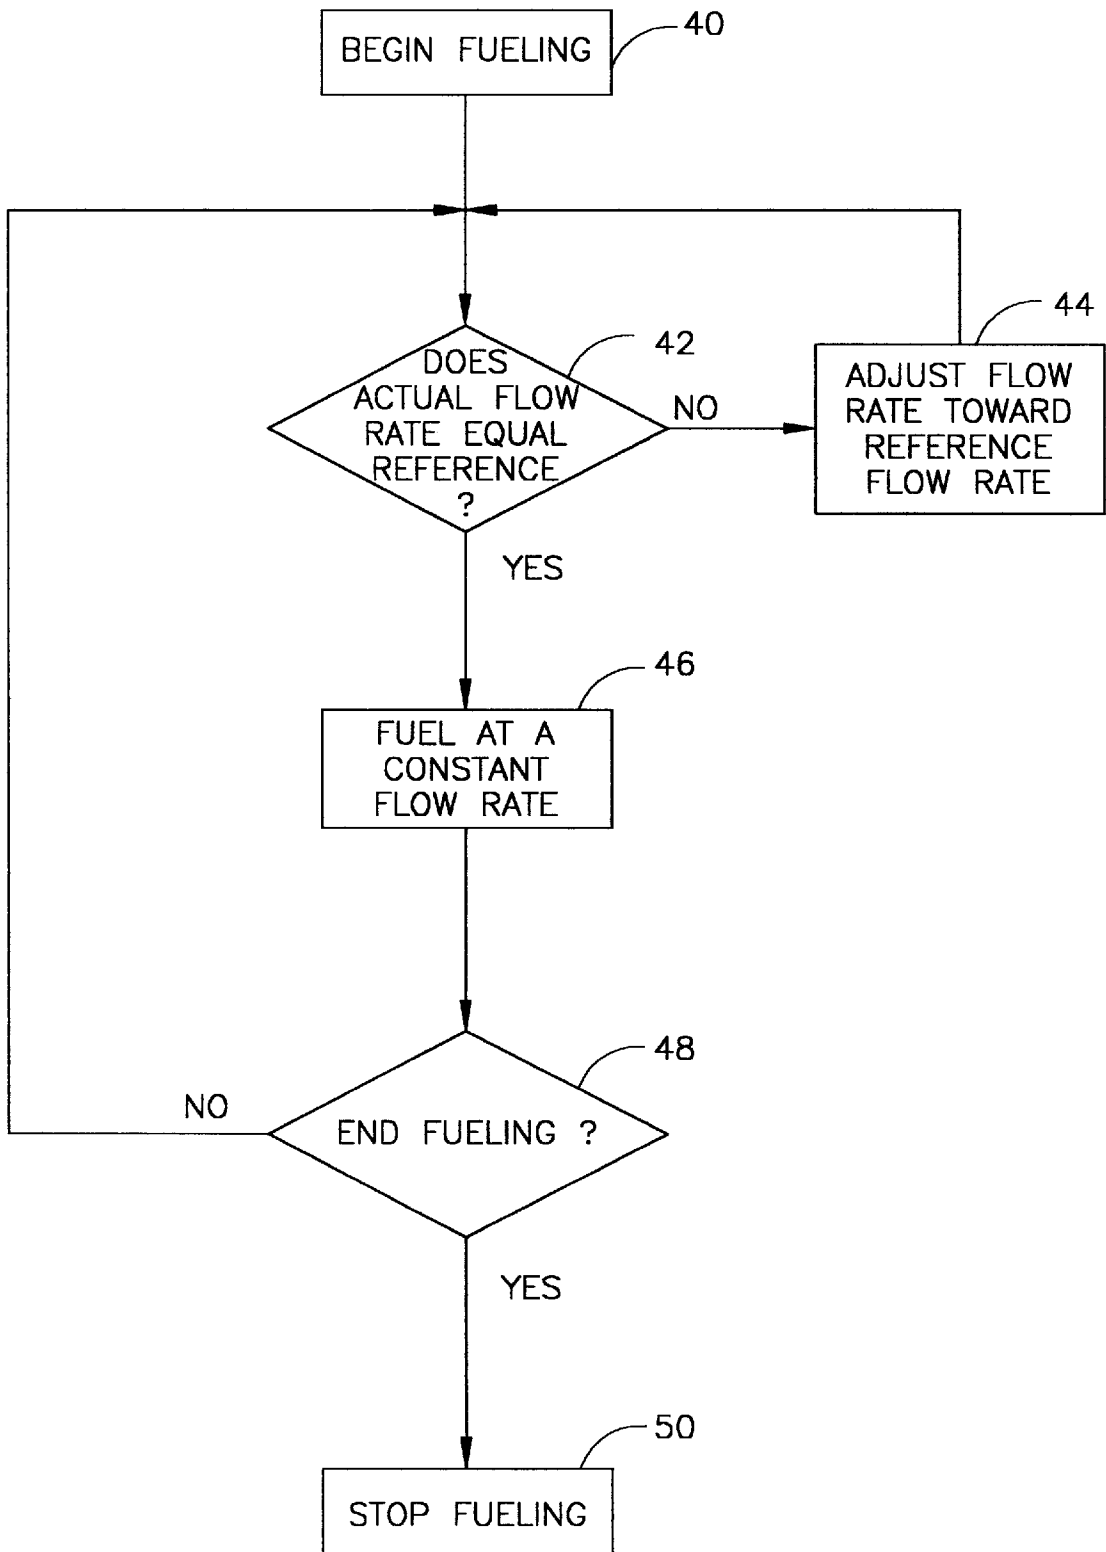 BEGIN FUELING
40
DOES
ACTUAL FLOW
RATE EQUAL
REFERENCE
?
42
NO
44
ADJUST FLOW
RATE TOWARD
REFERENCE
FLOW RATE
YES
46
FUEL AT A
CONSTANT
FLOW RATE
48
NO
END FUELING ?
YES
50
STOP FUELING